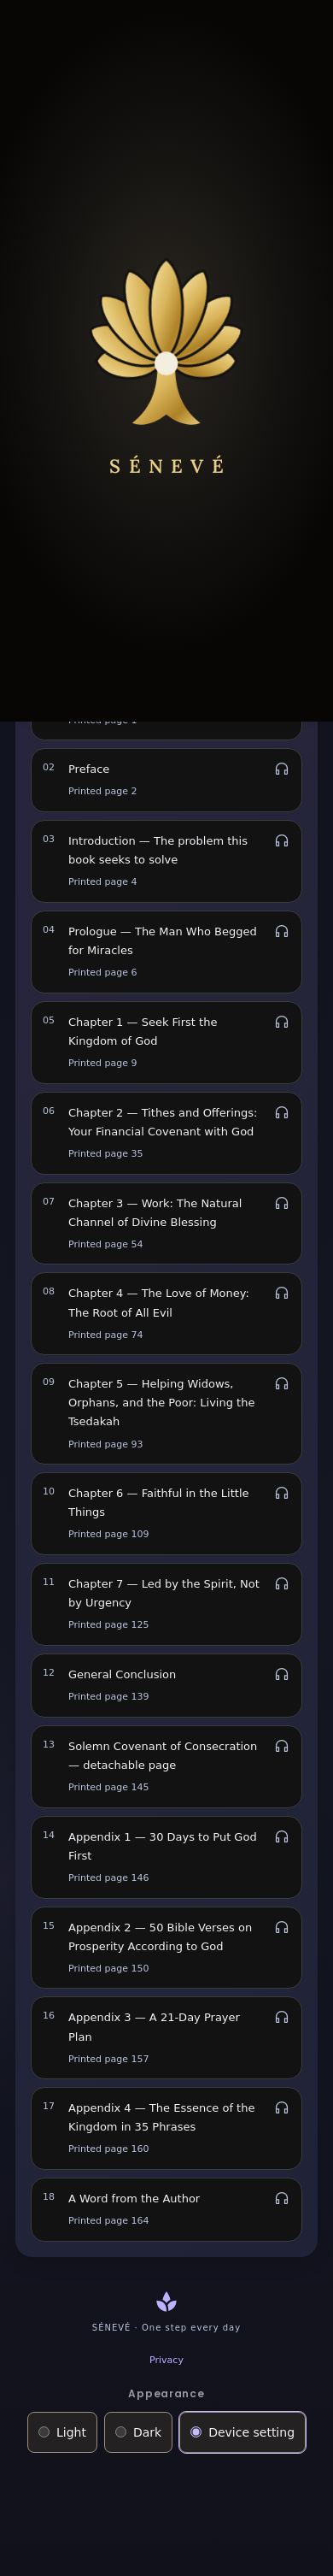 SÉNEVÉ
Printed page 1
02 Preface
Printed page 2
03 Introduction — The problem this
book seeks to solve
Printed page 4
04 Prologue — The Man Who Begged
for Miracles
Printed page 6
05 Chapter 1 — Seek First the
Kingdom of God
Printed page 9
06 Chapter 2 — Tithes and Offerings:
Your Financial Covenant with God
Printed page 35
07 Chapter 3 — Work: The Natural
Channel of Divine Blessing
Printed page 54
08 Chapter 4 — The Love of Money:
The Root of All Evil
Printed page 74
09 Chapter 5 — Helping Widows,
Orphans, and the Poor: Living the
Tsedakah
Printed page 93
10 Chapter 6 — Faithful in the Little
Things
Printed page 109
11 Chapter 7 — Led by the Spirit, Not
by Urgency
Printed page 125
12 General Conclusion
Printed page 139
13 Solemn Covenant of Consecration
— detachable page
Printed page 145
14 Appendix 1 — 30 Days to Put God
First
Printed page 146
15 Appendix 2 — 50 Bible Verses on
Prosperity According to God
Printed page 150
16 Appendix 3 — A 21-Day Prayer
Plan
Printed page 157
17 Appendix 4 — The Essence of the
Kingdom in 35 Phrases
Printed page 160
18 A Word from the Author
Printed page 164
SÉNEVÉ · One step every day
Privacy
Appearance
Light Dark Device setting